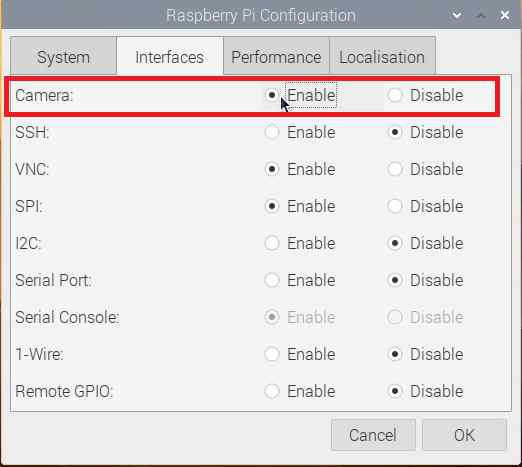 Raspberry Pi Configuration
System Interfaces Performance Localisation
Camera: Enable Disable
SSH: Enable Disable
VNC: Enable Disable
SPI: Enable Disable
I2C: Enable Disable
Serial Port: Enable Disable
Serial Console: Enable Disable
1-Wire: Enable Disable
Remote GPIO: Enable Disable
Cancel OK